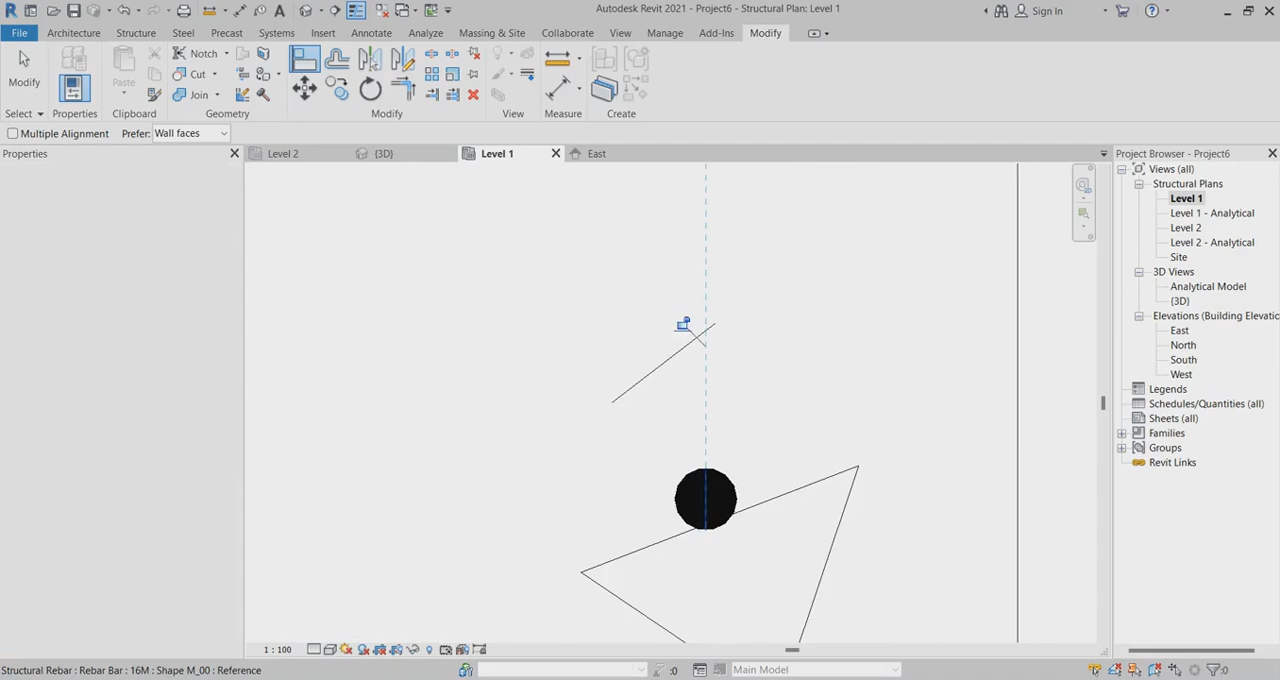 Autodesk Revit 2021 - Project6 - Structural Plan: Level 1
Sign In
File
Architecture
Structure
Steel
Precast
Systems
Insert
Annotate
Analyze
Massing & Site
Collaborate
View
Manage
Add-Ins
Modify
Modify
Paste
Notch
Cut
Join
Select
Properties
Clipboard
Geometry
Modify
View
Measure
Create
Multiple Alignment
Prefer:
Wall faces
Properties
Level 2
{3D}
Level 1
East
Project Browser - Project6
Views (all)
Structural Plans
Level 1
Level 1 - Analytical
Level 2
Level 2 - Analytical
Site
3D Views
Analytical Model
{3D}
Elevations (Building Elevatio
East
North
South
West
Legends
Schedules/Quantities (all)
Sheets (all)
Families
Groups
Revit Links
1 : 100
Structural Rebar : Rebar Bar : 16M : Shape M_00 : Reference
:0
Main Model
:0